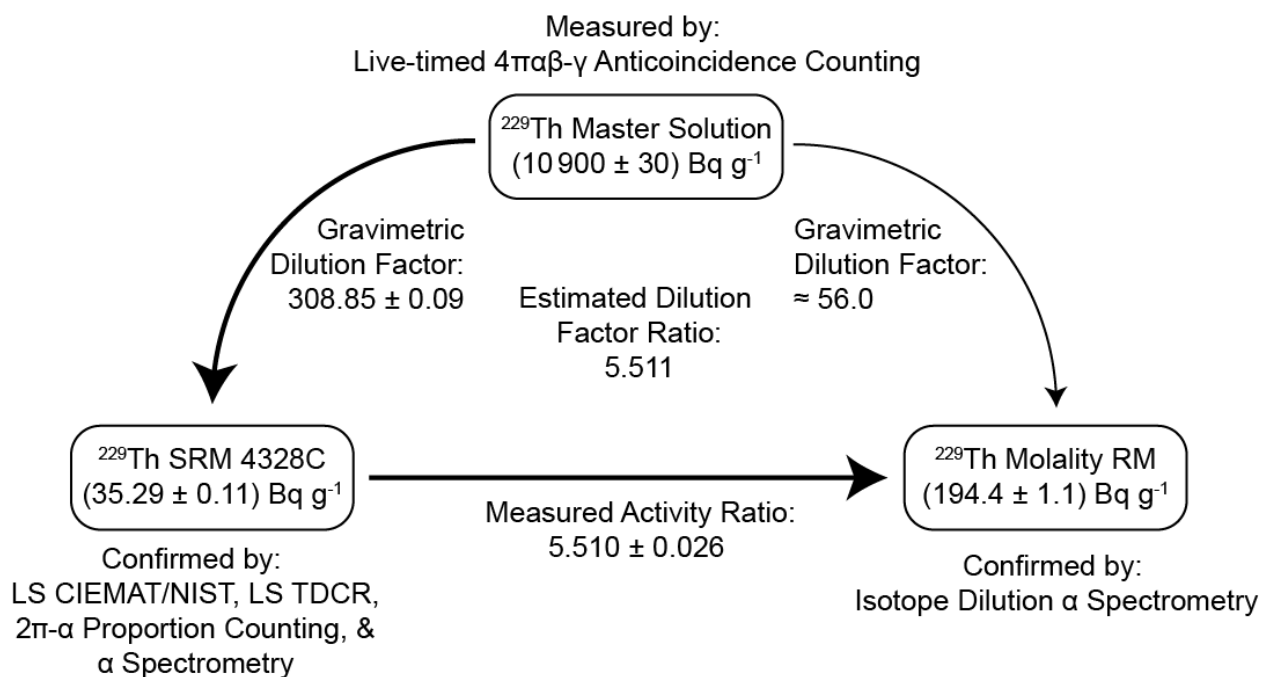 Measured by:
Live-timed 4παβ-γ Anticoincidence Counting
²²⁹Th Master Solution
(10 900 ± 30) Bq g⁻¹
Gravimetric
Dilution Factor:
308.85 ± 0.09
Estimated Dilution
Factor Ratio:
5.511
Gravimetric
Dilution Factor:
≈ 56.0
²²⁹Th SRM 4328C
(35.29 ± 0.11) Bq g⁻¹
Confirmed by:
LS CIEMAT/NIST, LS TDCR,
2π-α Proportion Counting, &
α Spectrometry
Measured Activity Ratio:
5.510 ± 0.026
²²⁹Th Molality RM
(194.4 ± 1.1) Bq g⁻¹
Confirmed by:
Isotope Dilution α Spectrometry